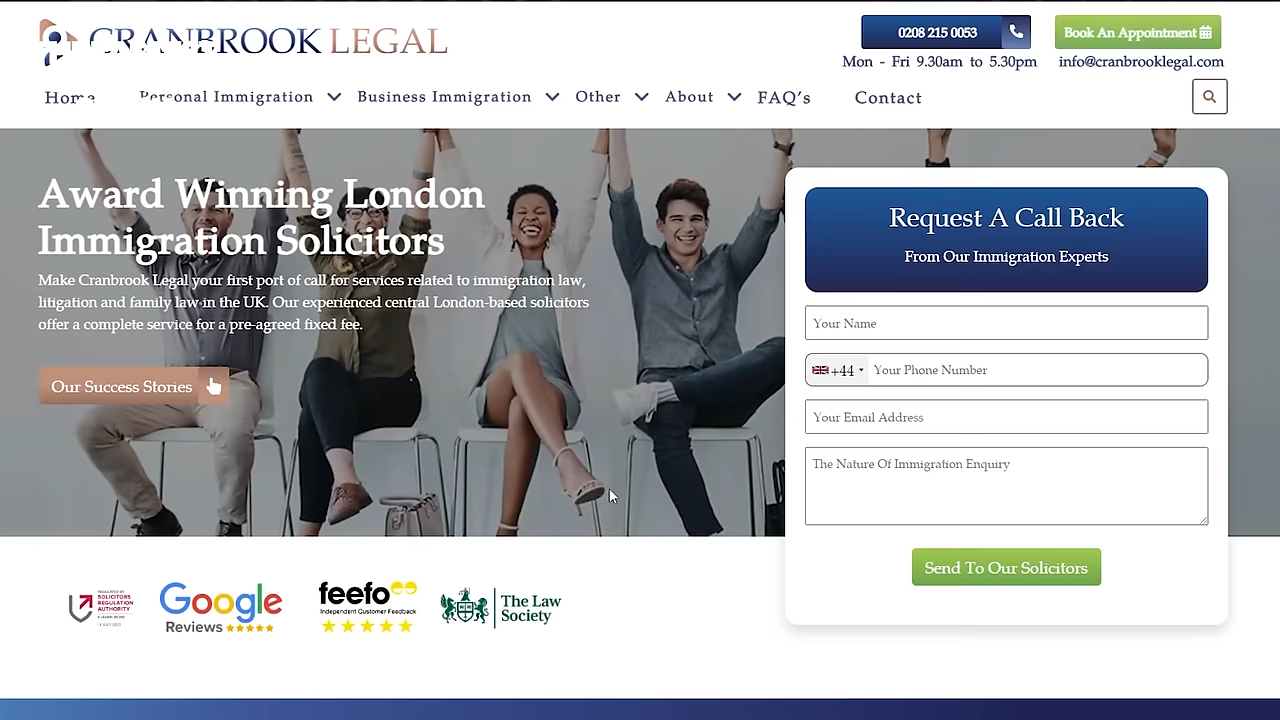 CRANBROOK LEGAL
0208 215 0053
Book An Appointment
Mon - Fri 9.30am to 5.30pm
info@cranbrooklegal.com
Home
Personal Immigration
Business Immigration
Other
About
FAQ's
Contact
Award Winning London
Immigration Solicitors
Make Cranbrook Legal your first port of call for services related to immigration law,
litigation and family law in the UK. Our experienced central London-based solicitors
offer a complete service for a pre-agreed fixed fee.
Our Success Stories
Request A Call Back
From Our Immigration Experts
Your Name
+44
Your Phone Number
Your Email Address
The Nature Of Immigration Enquiry
Send To Our Solicitors
SOLICITORS
REGULATION
AUTHORITY
Google
Reviews
feefo
Independent Customer Feedback
The Law
Society